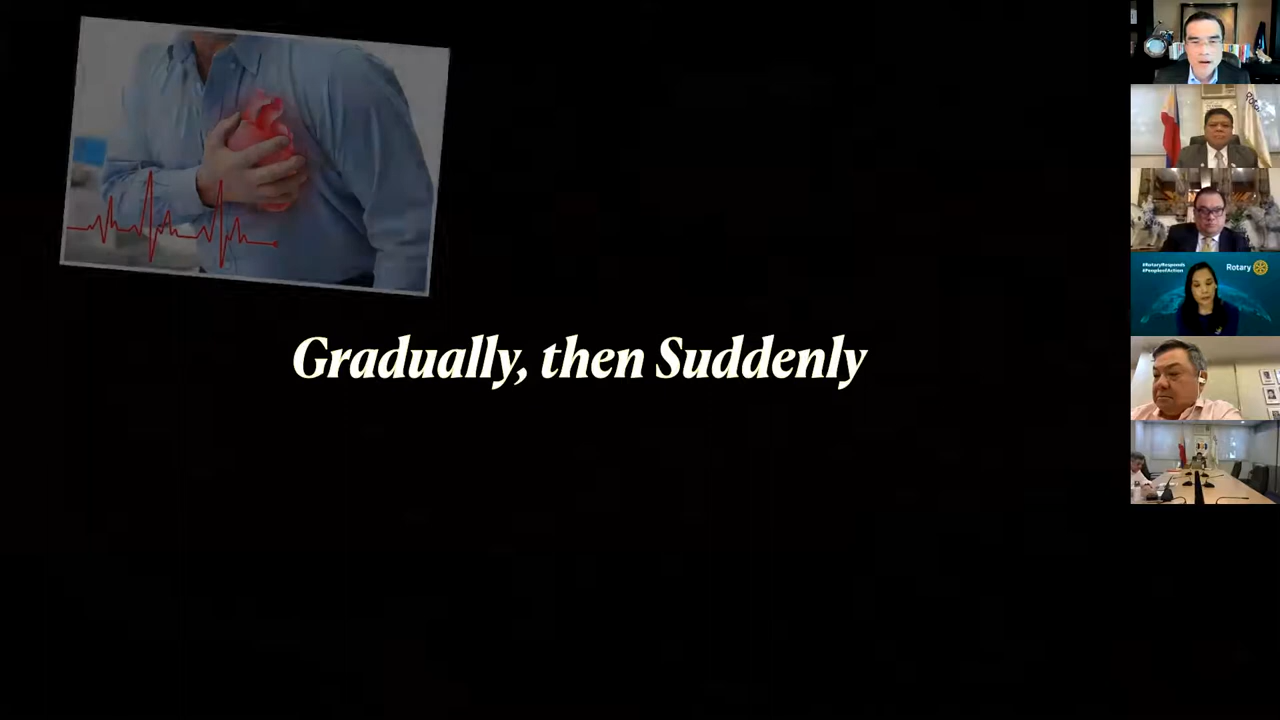 Gradually, then Suddenly
#RotaryResponds
#PeopleofAction
Rotary